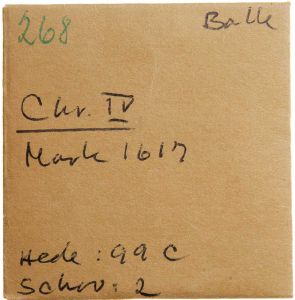 268
Balle
Chr. IV
Mark 1617
Hede: 99 C
Schou: 2